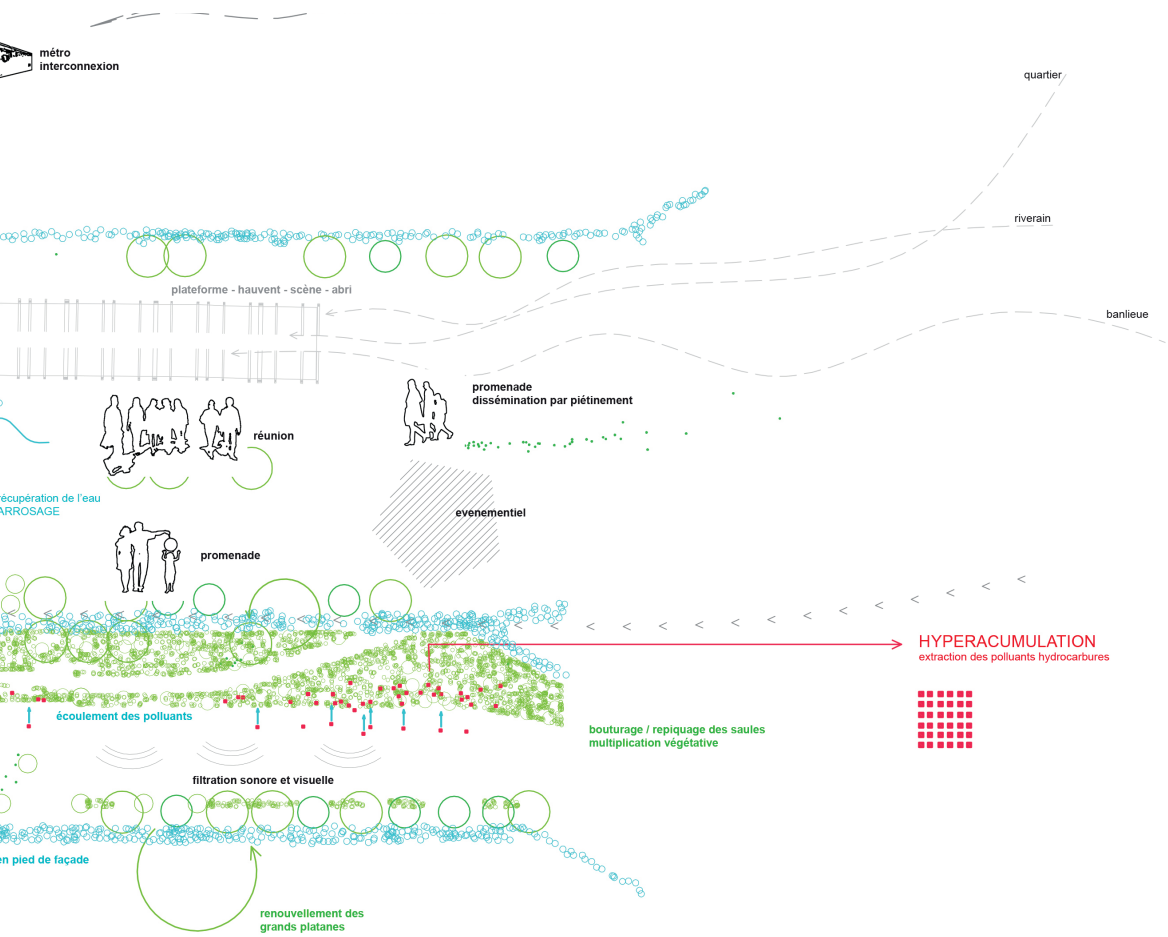 métro
interconnexion
quartier
riverain
plateforme - hauvent - scène - abri
banlieue
promenade
dissémination par piétinement
réunion
récupération de l'eau
ARROSAGE
evenementiel
promenade
HYPERACUMULATION
extraction des polluants hydrocarbures
écoulement des polluants
bouturage / repiquage des saules
multiplication végétative
filtration sonore et visuelle
en pied de façade
renouvellement des
grands platanes